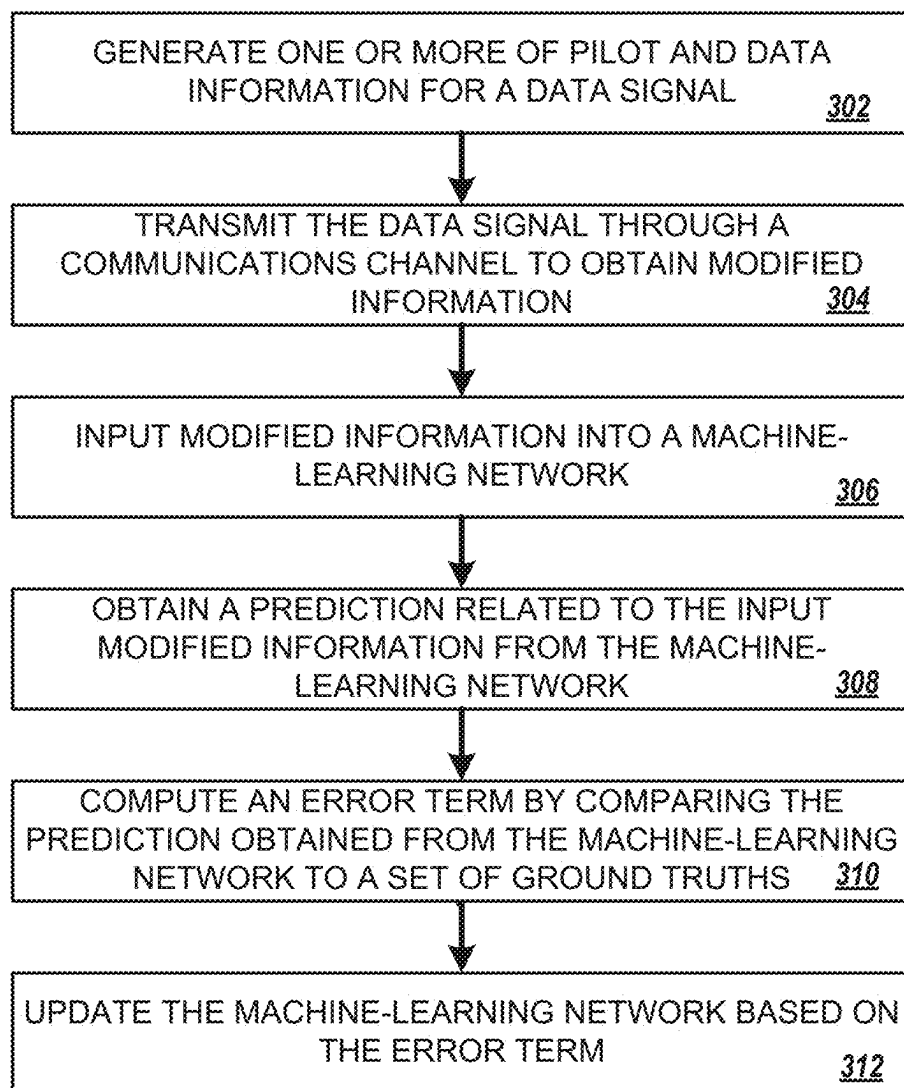 GENERATE ONE OR MORE OF PILOT AND DATA
INFORMATION FOR A DATA SIGNAL
302
TRANSMIT THE DATA SIGNAL THROUGH A
COMMUNICATIONS CHANNEL TO OBTAIN MODIFIED
INFORMATION
304
INPUT MODIFIED INFORMATION INTO A MACHINE-
LEARNING NETWORK
306
OBTAIN A PREDICTION RELATED TO THE INPUT
MODIFIED INFORMATION FROM THE MACHINE-
LEARNING NETWORK
308
COMPUTE AN ERROR TERM BY COMPARING THE
PREDICTION OBTAINED FROM THE MACHINE-LEARNING
NETWORK TO A SET OF GROUND TRUTHS 310
UPDATE THE MACHINE-LEARNING NETWORK BASED ON
THE ERROR TERM
312